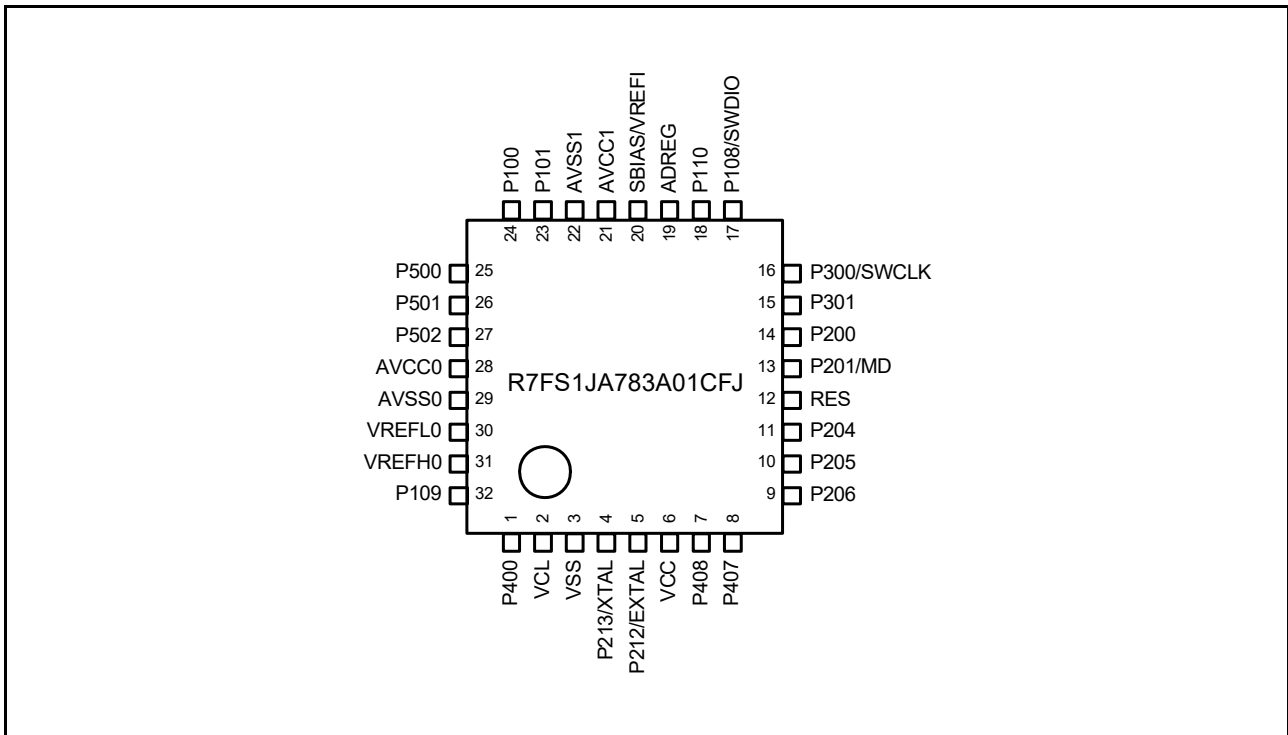 P100
P101
AVSS1
AVCC1
SBIAS/VREFI
ADREG
P110
P108/SWDIO
24
23
22
21
20
19
18
17
P500 25
P501 26
P502 27
AVCC0 28
AVSS0 29
VREFL0 30
VREFH0 31
P109 32
R7FS1JA783A01CFJ
16 P300/SWCLK
15 P301
14 P200
13 P201/MD
12 RES
11 P204
10 P205
9 P206
1
2
3
4
5
6
7
8
P400
VCL
VSS
P213/XTAL
P212/EXTAL
VCC
P408
P407